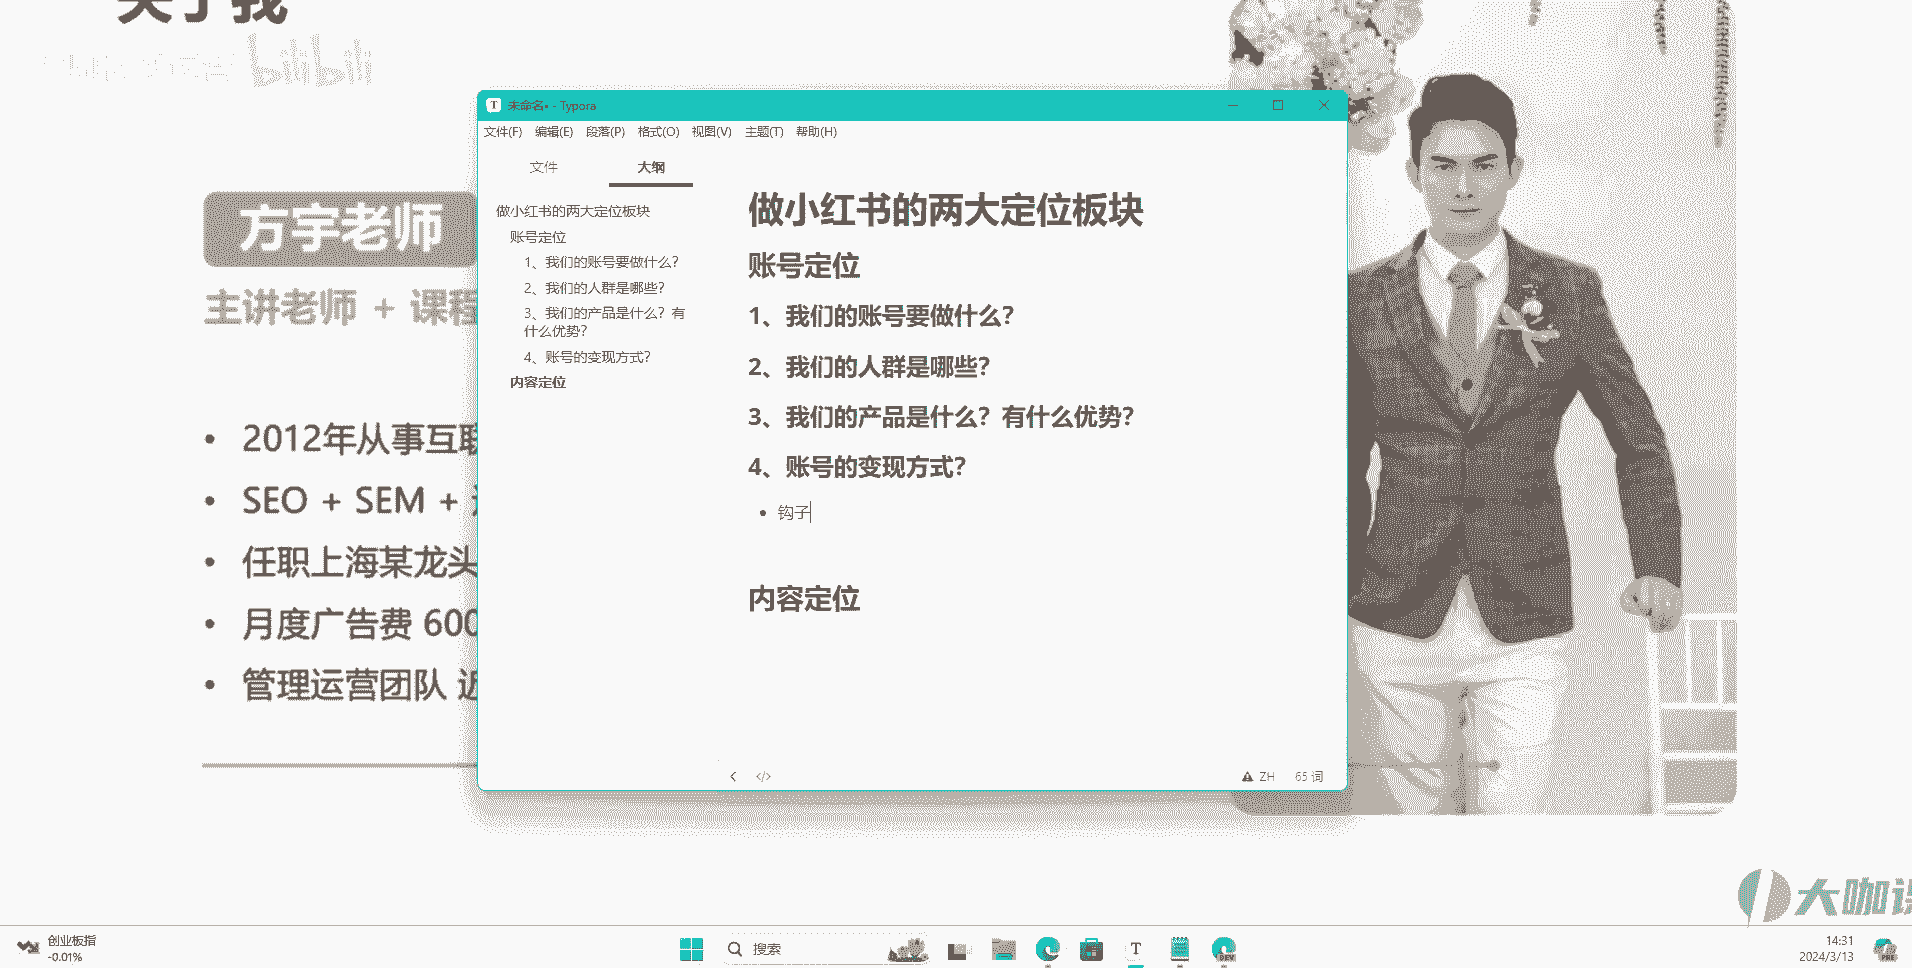 关于我
bilibili
方宇老师
主讲老师 + 课程
2012年从事互联
SEO + SEM +
任职上海某龙头
月度广告费 600
管理运营团队 近
未命名• - Typora
文件(F) 编辑(E) 段落(P) 格式(O) 视图(V) 主题(T) 帮助(H)
文件 大纲
做小红书的两大定位板块
账号定位
1、我们的账号要做什么?
2、我们的人群是哪些?
3、我们的产品是什么? 有
什么优势?
4、账号的变现方式?
内容定位
做小红书的两大定位板块
账号定位
1、我们的账号要做什么?
2、我们的人群是哪些?
3、我们的产品是什么? 有什么优势?
4、账号的变现方式?
钩子
内容定位
ZH 65 词
大咖课
创业板指
-0.01%
搜索
T
DEV
14:31
2024/3/13
PRE